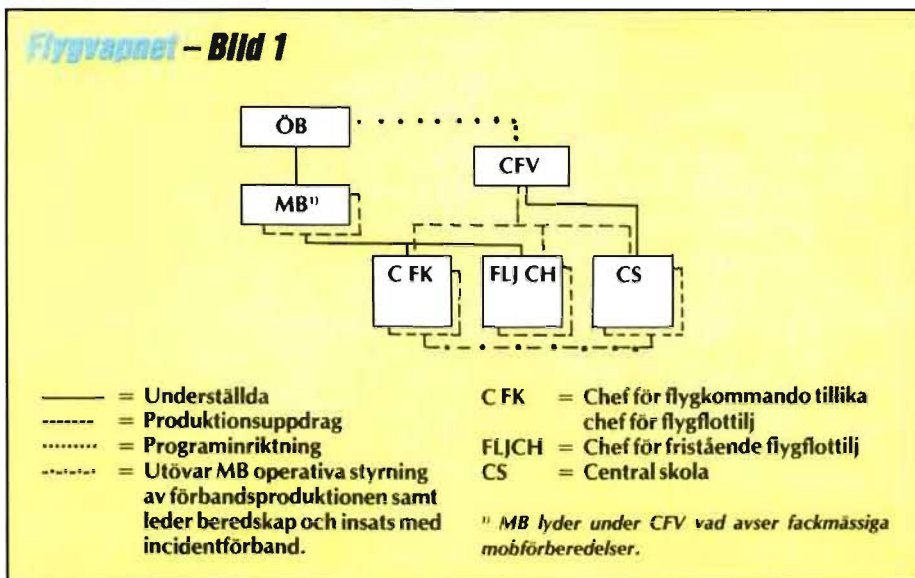 Flygvapnet – Bild 1
ÖB
CFV
MB¹⁾
C FK
FLJ CH
CS
= Underställda
= Produktionsuppdrag
= Programinriktning
= Utövar MB operativa styrning
av förbandsproduktionen samt
leder beredskap och insats med
incidentförband.
C FK = Chef för flygkommando tillika
chef för flygflottilj
FLJCH = Chef för fristående flygflottilj
CS = Central skola
¹⁾ MB lyder under CFV vad avser fackmässiga
mobförberedelser.